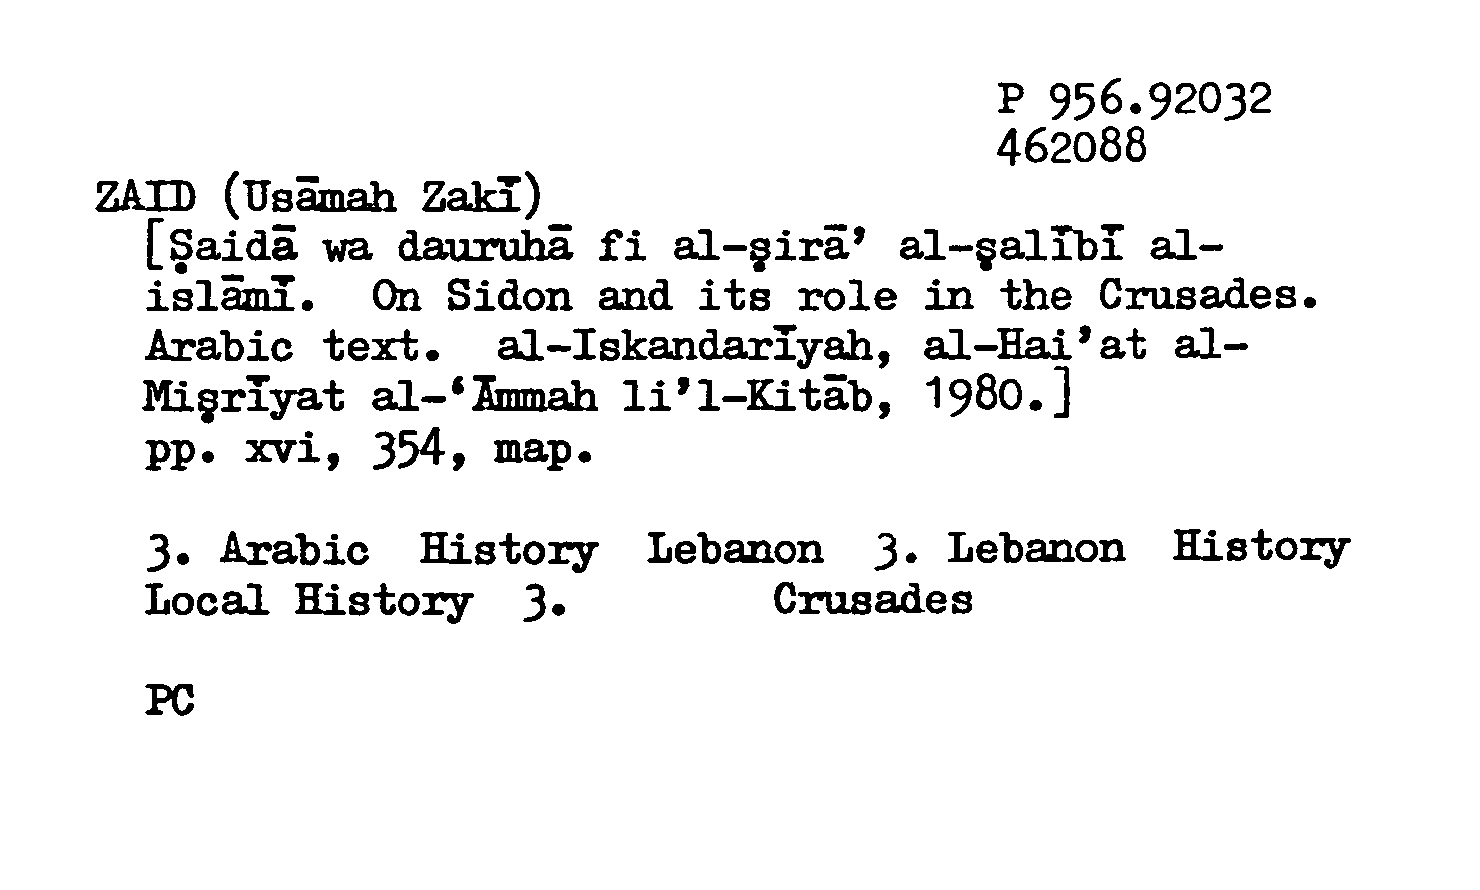 P 956.92032
462088
ZAID (Usāmah Zakī)
[Ṣaidā wa dauruhā fi al-ṣirā’ al-ṣalībī al-
islāmī. On Sidon and its role in the Crusades.
Arabic text. al-Iskandarīyah, al-Hai’at al-
Miṣrīyat al-‘Āmmah li’l-Kitāb, 1980.]
pp. xvi, 354, map.
3. Arabic History Lebanon 3. Lebanon History
Local History 3. Crusades
PC